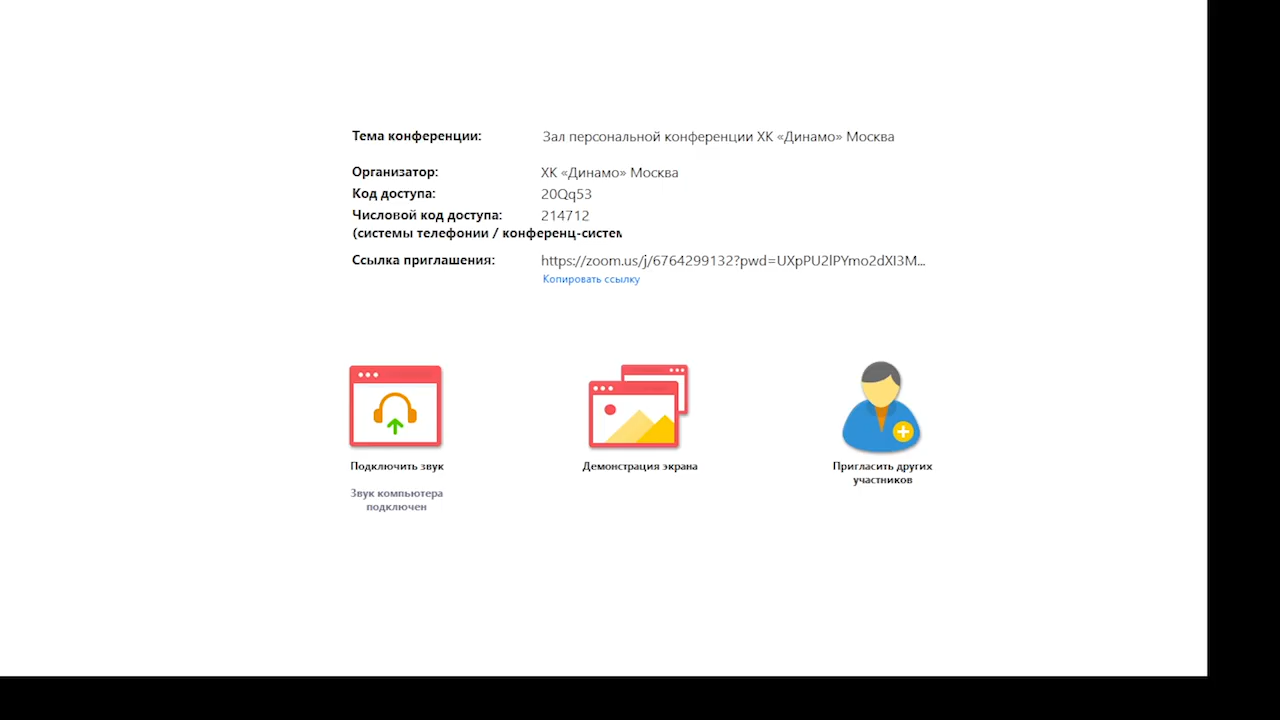 Тема конференции: Зал персональной конференции ХК «Динамо» Москва
Организатор: ХК «Динамо» Москва
Код доступа: 20Qq53
Числовой код доступа: 214712
(системы телефонии / конференц-систем
Ссылка приглашения: https://zoom.us/j/6764299132?pwd=UXpPU2lPYmo2dXI3M...
Копировать ссылку
Подключить звук
Звук компьютера
подключен
Демонстрация экрана
Пригласить других
участников